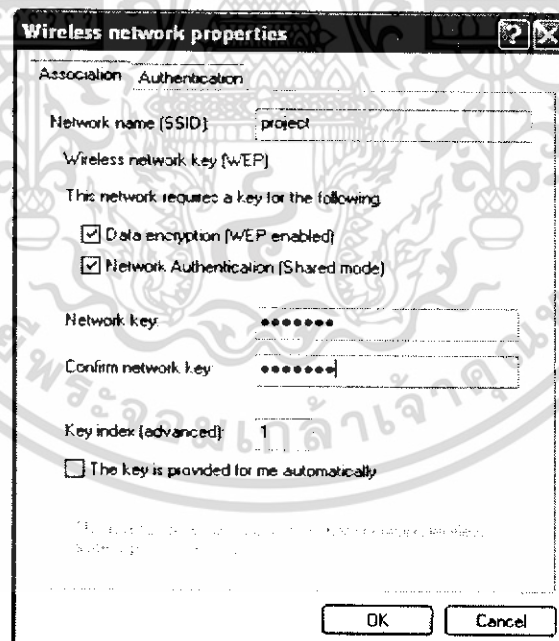 Wireless network properties
Association Authentication
Network name (SSID): project
Wireless network key (WEP)
This network requires a key for the following:
Data encryption (WEP enabled)
Network Authentication (Shared mode)
Network key: •••••••
Confirm network key: •••••••
Key index (advanced): 1
The key is provided for me automatically
OK Cancel